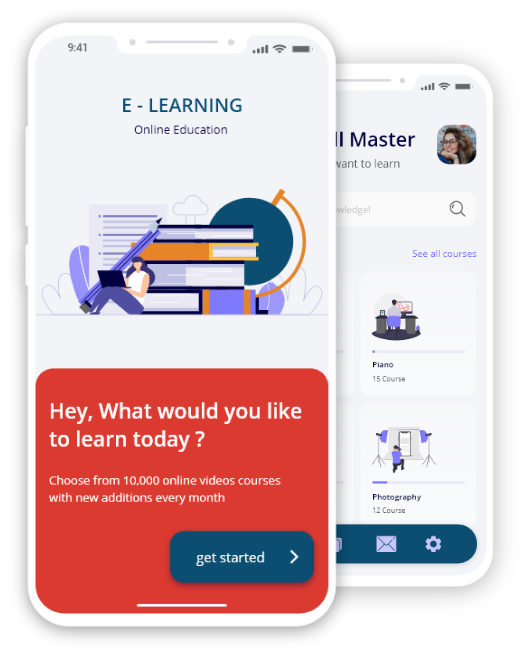 9:41
E - LEARNING
Online Education
Hey, What would you like
to learn today ?
Choose from 10,000 online videos courses
with new additions every month
get started
Master
want to learn
See all courses
Piano
15 Course
Photography
12 Course